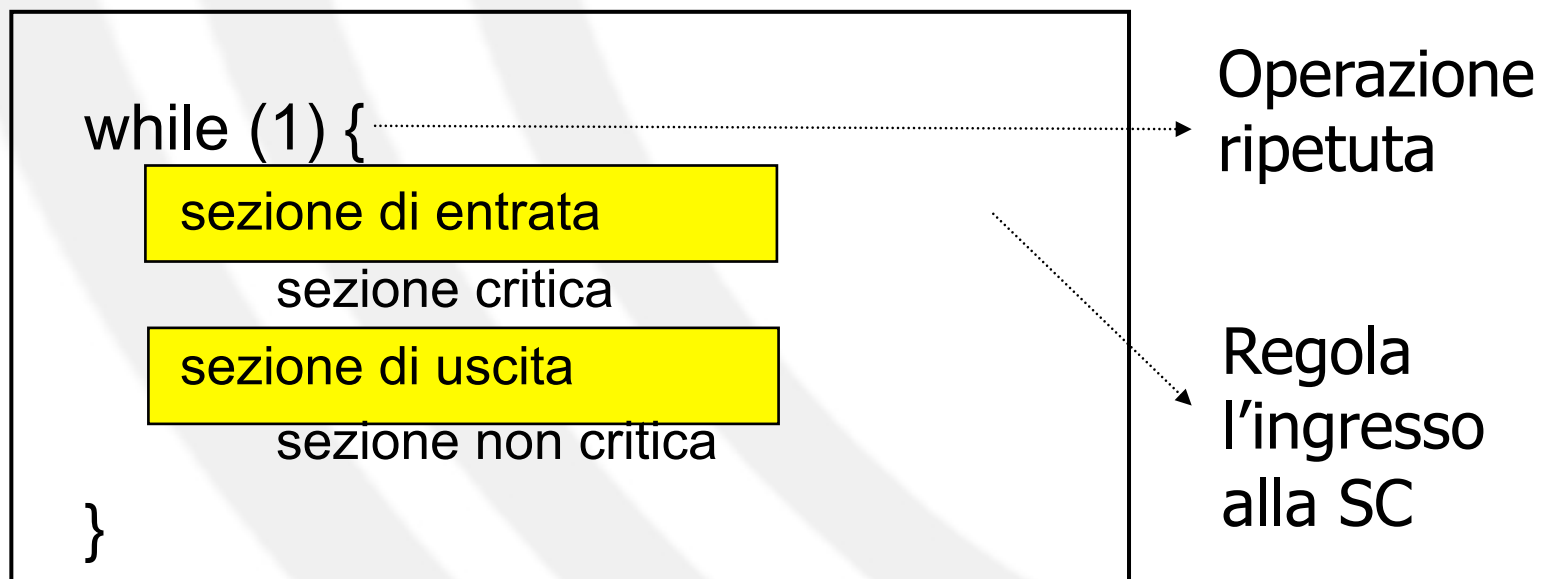 while (1) {
sezione di entrata
sezione critica
sezione di uscita
sezione non critica
}
Operazione
ripetuta
Regola
l’ingresso
alla SC